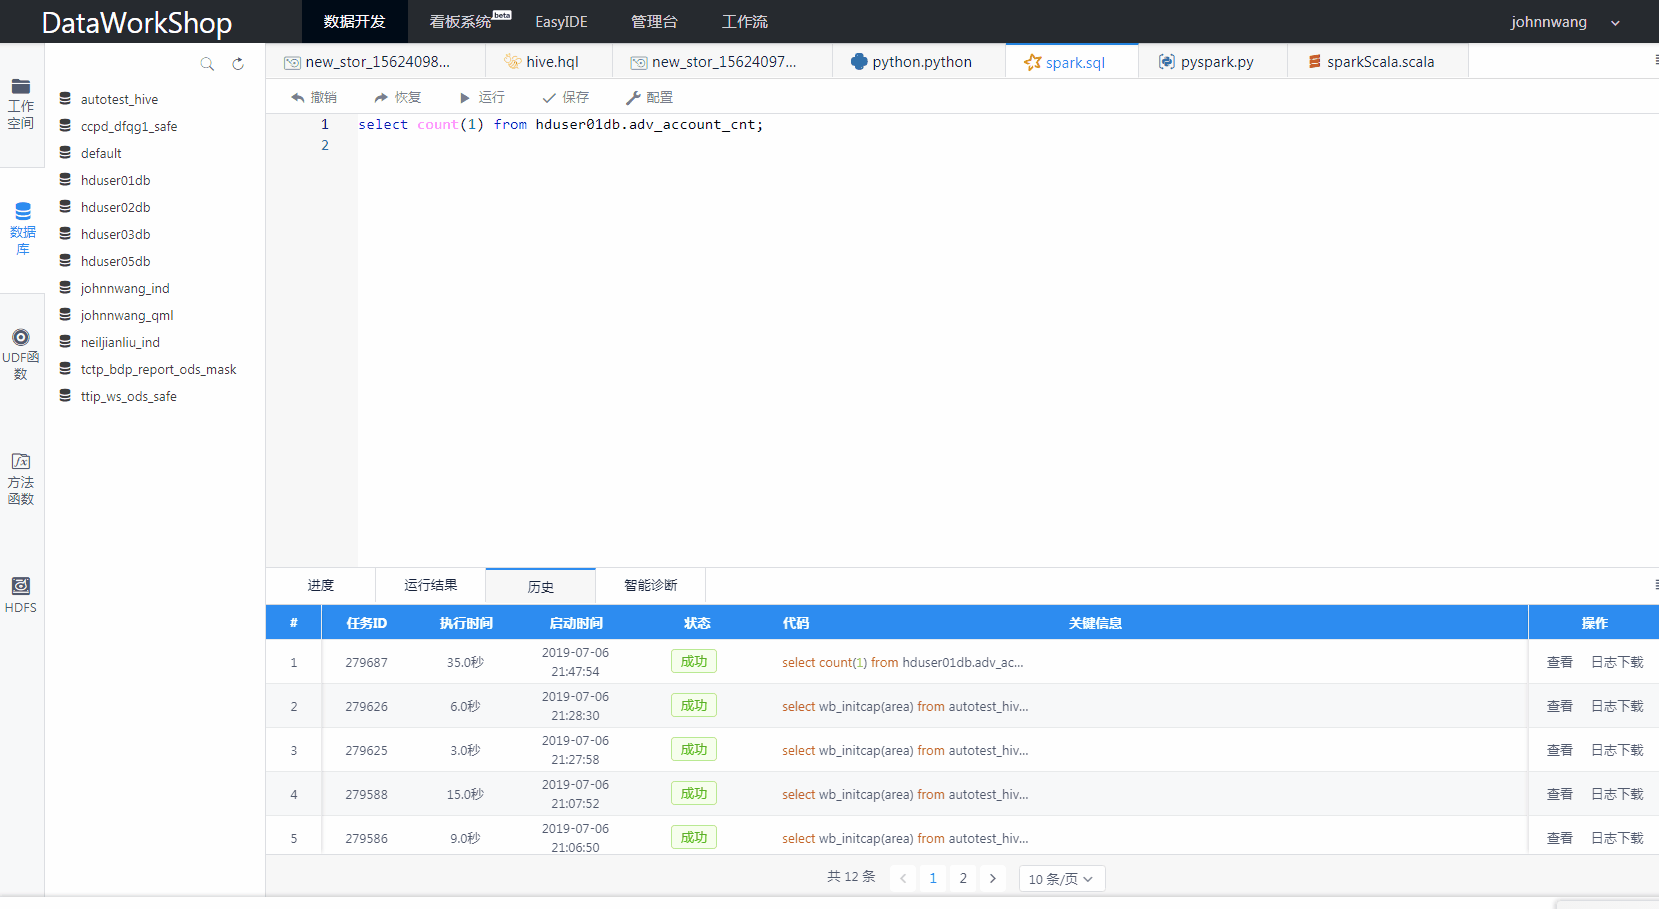 DataWorkShop
数据开发
看板系统 beta
EasyIDE
管理台
工作流
johnnwang
工作
空间
数据
库
UDF函
数
方法
函数
HDFS
autotest_hive
ccpd_dfqg1_safe
default
hduser01db
hduser02db
hduser03db
hduser05db
johnnwang_ind
johnnwang_qml
neiljianliu_ind
tctp_bdp_report_ods_mask
ttip_ws_ods_safe
new_stor_15624098...
hive.hql
new_stor_15624097...
python.python
spark.sql
pyspark.py
sparkScala.scala
撤销
恢复
运行
保存
配置
1 select count(1) from hduser01db.adv_account_cnt;
2
进度
运行结果
历史
智能诊断
# 任务ID 执行时间 启动时间 状态 代码 关键信息 操作
1 279687 35.0秒 2019-07-06 21:47:54 成功 select count(1) from hduser01db.adv_ac... 查看 日志下载
2 279626 6.0秒 2019-07-06 21:28:30 成功 select wb_initcap(area) from autotest_hiv... 查看 日志下载
3 279625 3.0秒 2019-07-06 21:27:58 成功 select wb_initcap(area) from autotest_hiv... 查看 日志下载
4 279588 15.0秒 2019-07-06 21:07:52 成功 select wb_initcap(area) from autotest_hiv... 查看 日志下载
5 279586 9.0秒 2019-07-06 21:06:50 成功 select wb_initcap(area) from autotest_hiv... 查看 日志下载
共 12 条 < 1 2 > 10 条/页